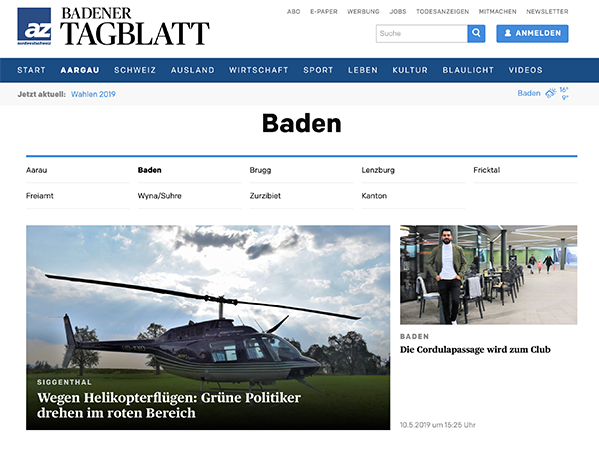 az
nordwestschweiz
BADENER
TAGBLATT
ABO E-PAPER WERBUNG JOBS TODESANZEIGEN MITMACHEN NEWSLETTER
Suche
ANMELDEN
START AARGAU SCHWEIZ AUSLAND WIRTSCHAFT SPORT LEBEN KULTUR BLAULICHT VIDEOS
Jetzt aktuell: Wahlen 2019
Baden 16° 9°
Baden
Aarau Baden Brugg Lenzburg Fricktal
Freiamt Wyna/Suhre Zurzibiet Kanton
SIGGENTHAL
Wegen Helikopterflügen: Grüne Politiker
drehen im roten Bereich
BADEN
Die Cordulapassage wird zum Club
10.5.2019 um 15:25 Uhr